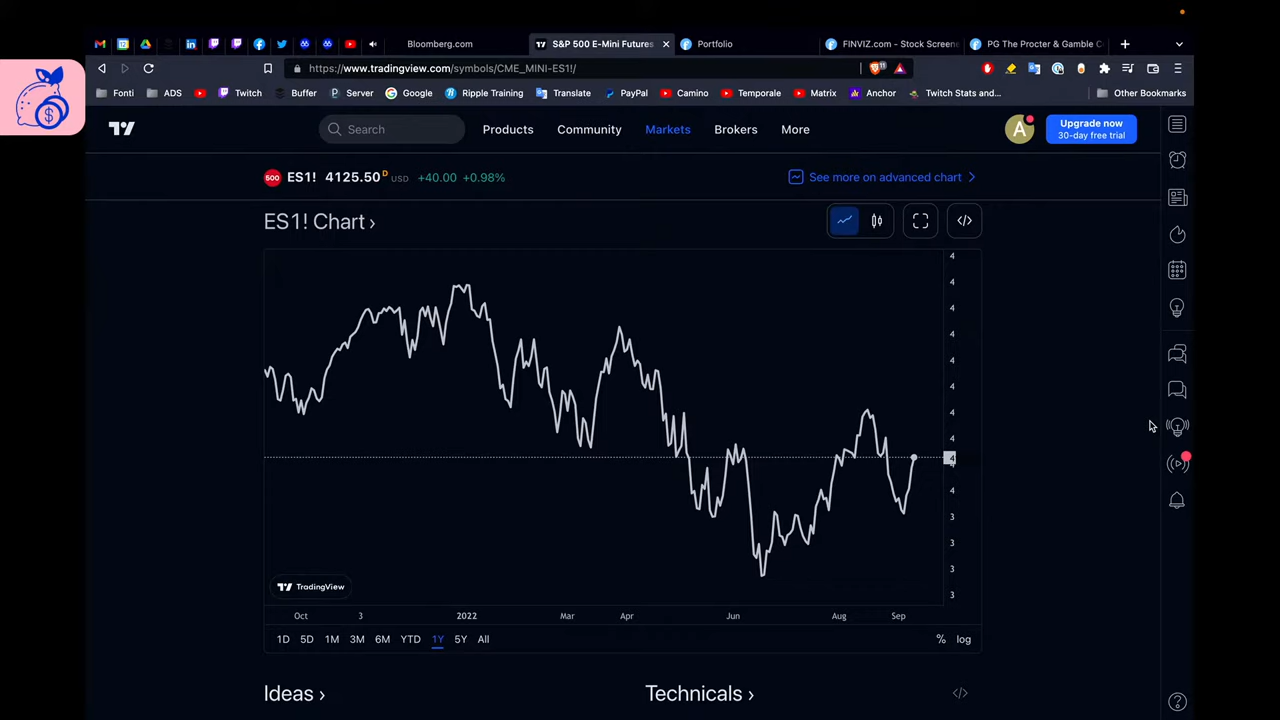 Bloomberg.com
S&P 500 E-Mini Futures
Portfolio
FINVIZ.com - Stock Screene
PG The Procter & Gamble C
https://www.tradingview.com/symbols/CME_MINI-ES1!/
Fonti
ADS
Twitch
Buffer
Server
Google
Ripple Training
Translate
PayPal
Camino
Temporale
Matrix
Anchor
Twitch Stats and...
Other Bookmarks
Search
Products
Community
Markets
Brokers
More
A
Upgrade now
30-day free trial
500 ES1! 4125.50 D USD +40.00 +0.98%
See more on advanced chart
ES1! Chart ›
4
4
4
4
4
4
4
4
4
4
3
3
3
3
TradingView
Oct 3 2022 Mar Apr Jun Aug Sep
1D 5D 1M 3M 6M YTD 1Y 5Y All
% log
Ideas ›
Technicals ›